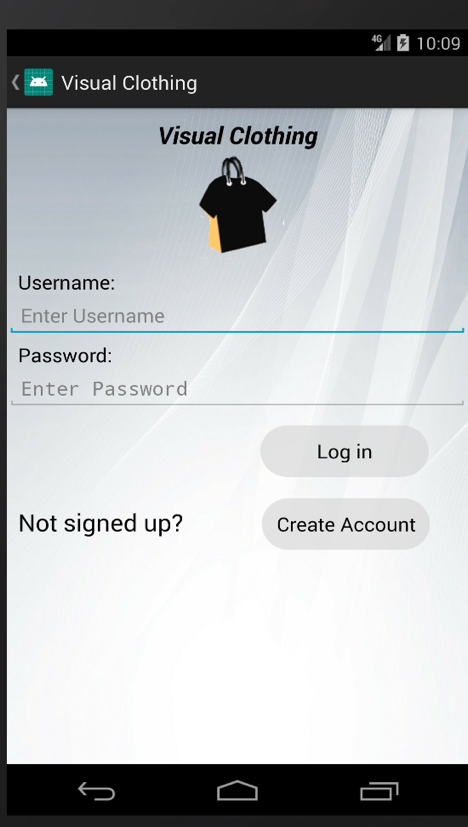 4G 10:09
Visual Clothing
Visual Clothing
Username:
Enter Username
Password:
Enter Password
Log in
Not signed up? Create Account